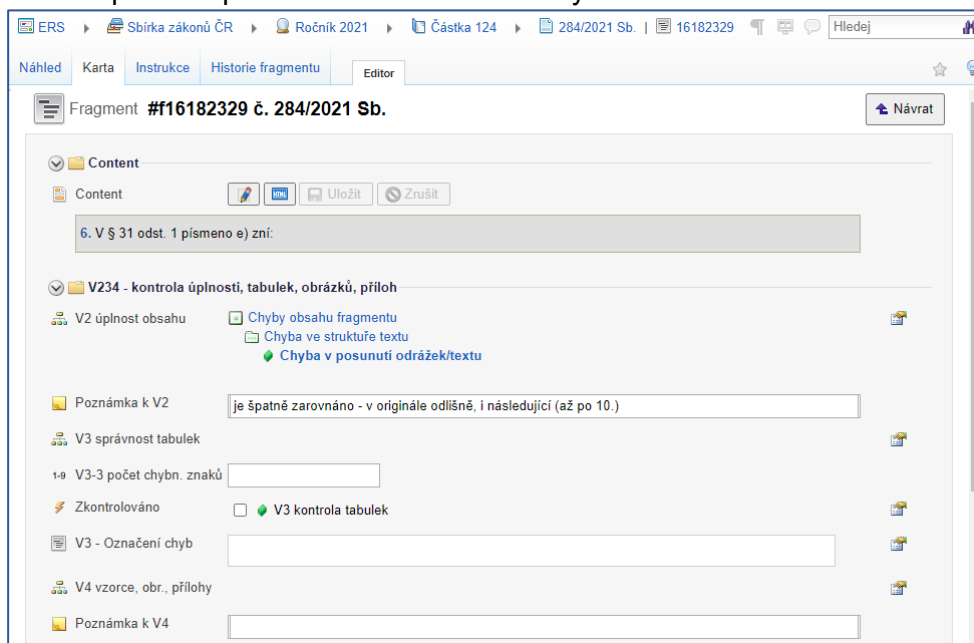 ERS Sbírka zákonů ČR Ročník 2021 Částka 124 284/2021 Sb. | 16182329 Hledej
Náhled Karta Instrukce Historie fragmentu Editor
Fragment #f16182329 č. 284/2021 Sb. Návrat
Content
Content HTML Uložit Zrušit
6. V § 31 odst. 1 písmeno e) zní:
V234 - kontrola úplnosti, tabulek, obrázků, příloh
V2 úplnost obsahu Chyby obsahu fragmentu
Chyba ve struktuře textu
Chyba v posunutí odrážek/textu
Poznámka k V2 je špatně zarovnáno - v originále odlišně, i následující (až po 10.)
V3 správnost tabulek
1-9 V3-3 počet chybn. znaků
Zkontrolováno V3 kontrola tabulek
V3 - Označení chyb
V4 vzorce, obr., přílohy
Poznámka k V4